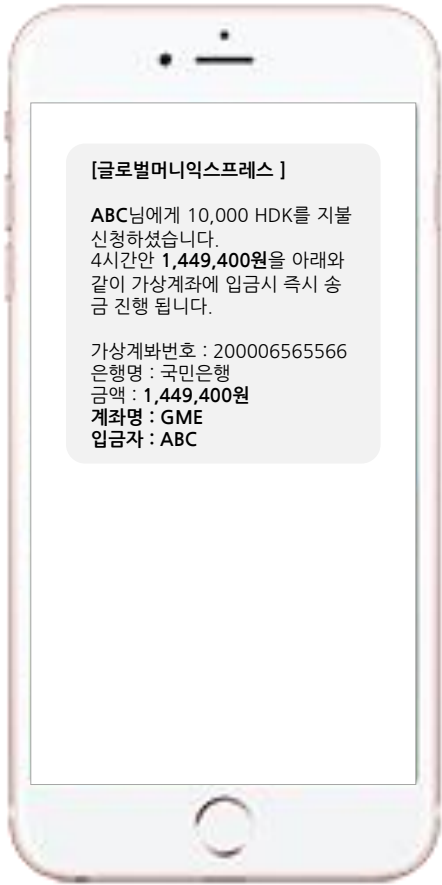 [글로벌머니익스프레스 ]
ABC님에게 10,000 HDK를 지불
신청하셨습니다.
4시간안 1,449,400원을 아래와
같이 가상계좌에 입금시 즉시 송
금 진행 됩니다.
가상계봐번호 : 200006565566
은행명 : 국민은행
금액 : 1,449,400원
계좌명 : GME
입금자 : ABC